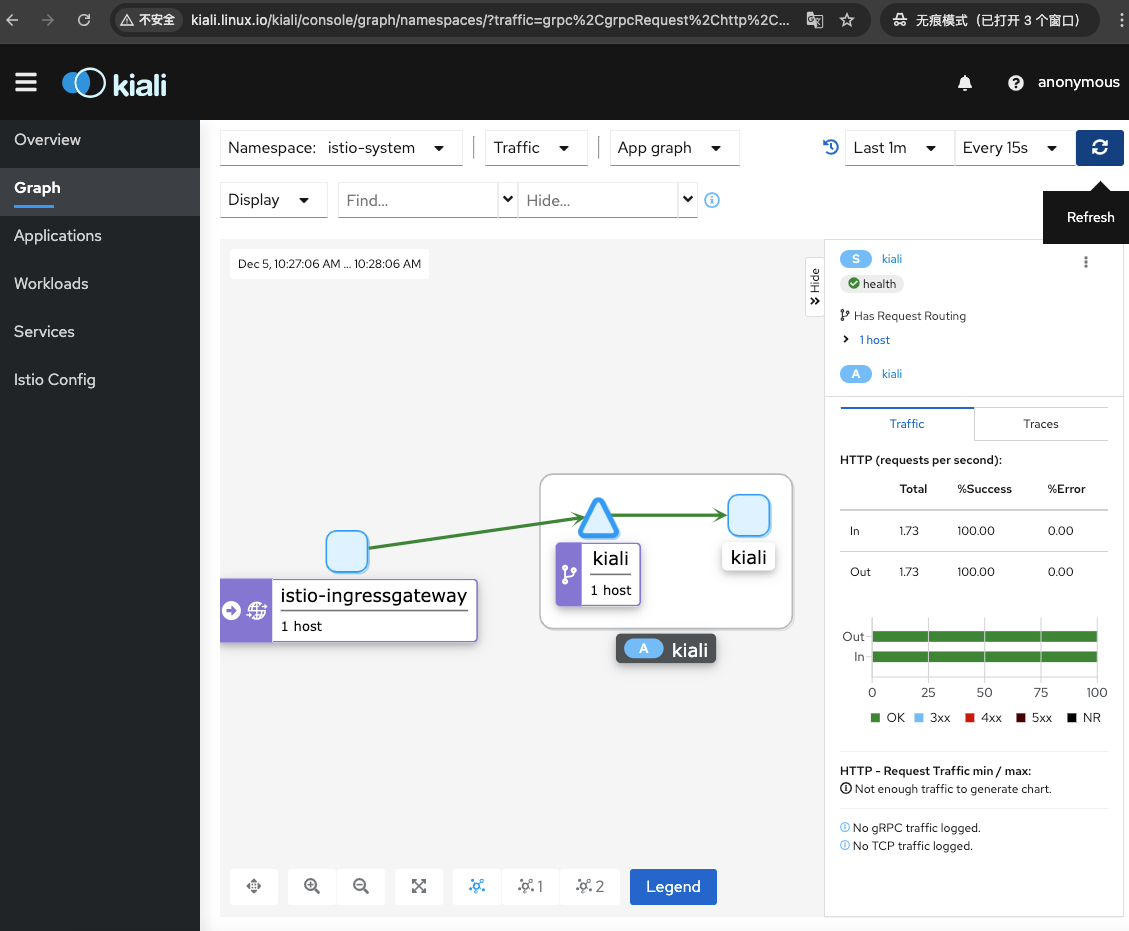 不安全
kiali.linux.io/kiali/console/graph/namespaces/?traffic=grpc%2CgrpcRequest%2Chttp%2C...
无痕模式（已打开 3 个窗口）
kiali
anonymous
Overview
Graph
Applications
Workloads
Services
Istio Config
Namespace: istio-system
Traffic
App graph
Last 1m
Every 15s
Display
Find...
Hide...
Refresh
Dec 5, 10:27:06 AM ... 10:28:06 AM
Hide
istio-ingressgateway
1 host
kiali
1 host
kiali
A kiali
S kiali
health
Has Request Routing
1 host
A kiali
Traffic Traces
HTTP (requests per second):
Total %Success %Error
In 1.73 100.00 0.00
Out 1.73 100.00 0.00
Out
In
0 25 50 75 100
OK 3xx 4xx 5xx NR
HTTP - Request Traffic min / max:
Not enough traffic to generate chart.
No gRPC traffic logged.
No TCP traffic logged.
1
2
Legend